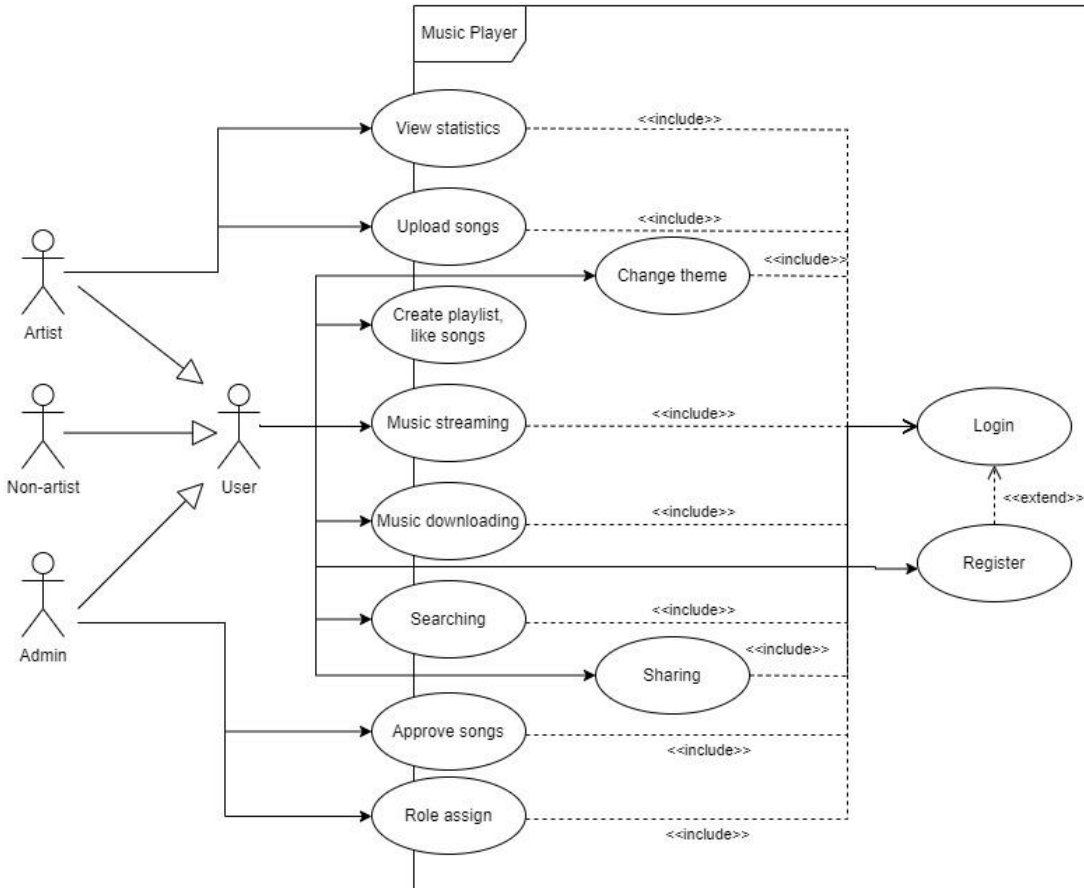 Music Player
View statistics
<<include>>
Upload songs
<<include>>
Change theme
<<include>>
Artist
Create playlist,
like songs
Non-artist
User
Music streaming
<<include>>
Login
<<extend>>
Music downloading
<<include>>
Register
Admin
Searching
<<include>>
Sharing
<<include>>
Approve songs
<<include>>
Role assign
<<include>>